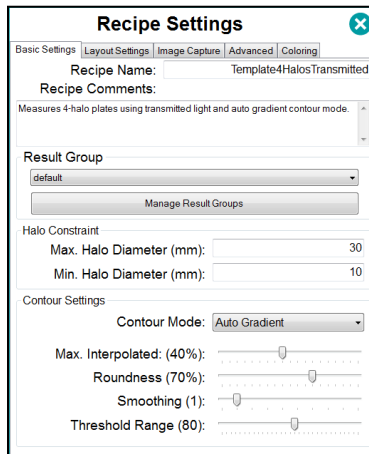 Recipe Settings
Basic Settings Layout Settings Image Capture Advanced Coloring
Recipe Name: Template4HalosTransmitted
Recipe Comments:
Measures 4-halo plates using transmitted light and auto gradient contour mode.
Result Group
default
Manage Result Groups
Halo Constraint
Max. Halo Diameter (mm): 30
Min. Halo Diameter (mm): 10
Contour Settings
Contour Mode: Auto Gradient
Max. Interpolated: (40%):
Roundness (70%):
Smoothing (1):
Threshold Range (80):